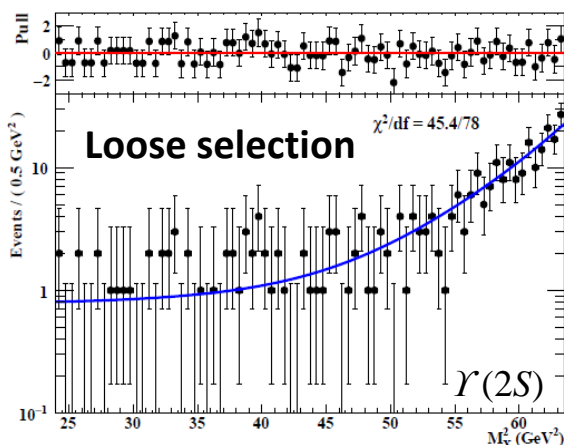 Pull
2
0
−2
Loose selection
χ²/df = 45.4/78
Events / ( 0.5 GeV² )
10
1
10⁻¹
ϒ(2S)
25 30 35 40 45 50 55 60
M²ₓ (GeV²)